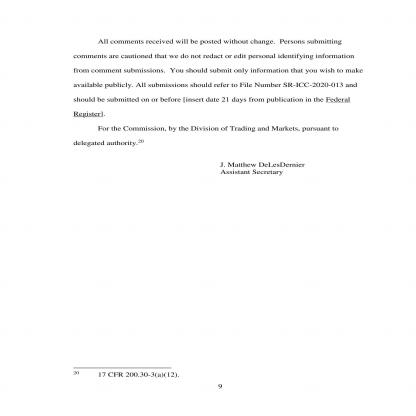 All comments received will be posted without change. Persons submitting
comments are cautioned that we do not redact or edit personal identifying information
from comment submissions. You should submit only information that you wish to make
available publicly. All submissions should refer to File Number SR-ICC-2020-013 and
should be submitted on or before [insert date 21 days from publication in the Federal
Register].
For the Commission, by the Division of Trading and Markets, pursuant to
delegated authority.20
J. Matthew DeLesDernier
Assistant Secretary
20 17 CFR 200.30-3(a)(12).
9